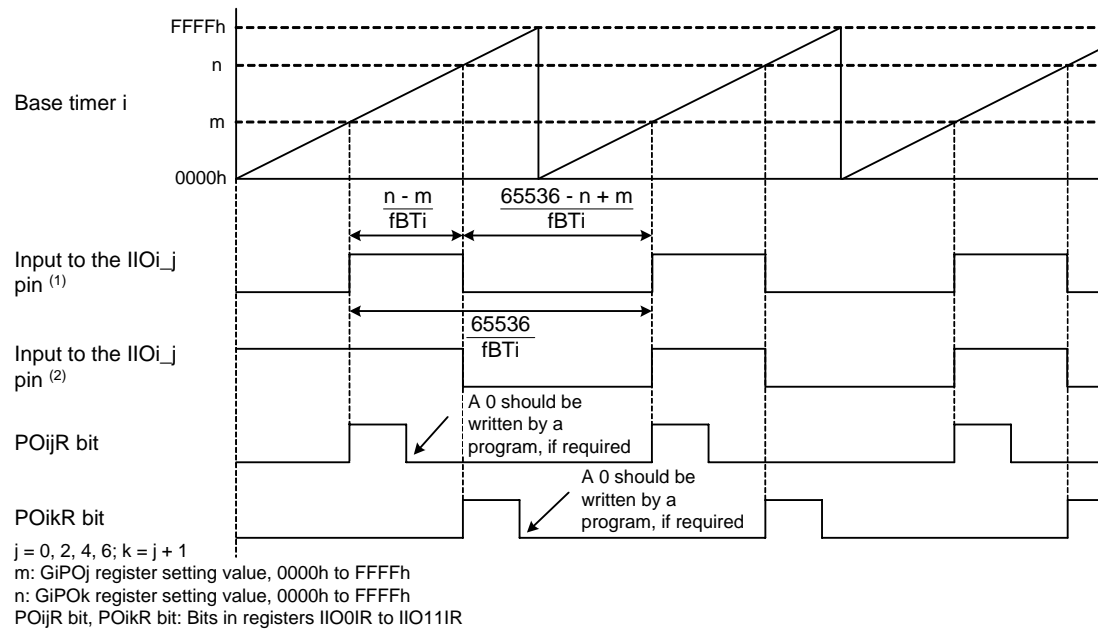 FFFFh
n
Base timer i
m
0000h
n - m
fBTi
65536 - n + m
fBTi
Input to the IIOi_j
pin (1)
65536
fBTi
Input to the IIOi_j
pin (2)
A 0 should be
written by a
program, if required
POijR bit
A 0 should be
written by a
program, if required
POikR bit
j = 0, 2, 4, 6; k = j + 1
m: GiPOj register setting value, 0000h to FFFFh
n: GiPOk register setting value, 0000h to FFFFh
POijR bit, POikR bit: Bits in registers IIO0IR to IIO11IR